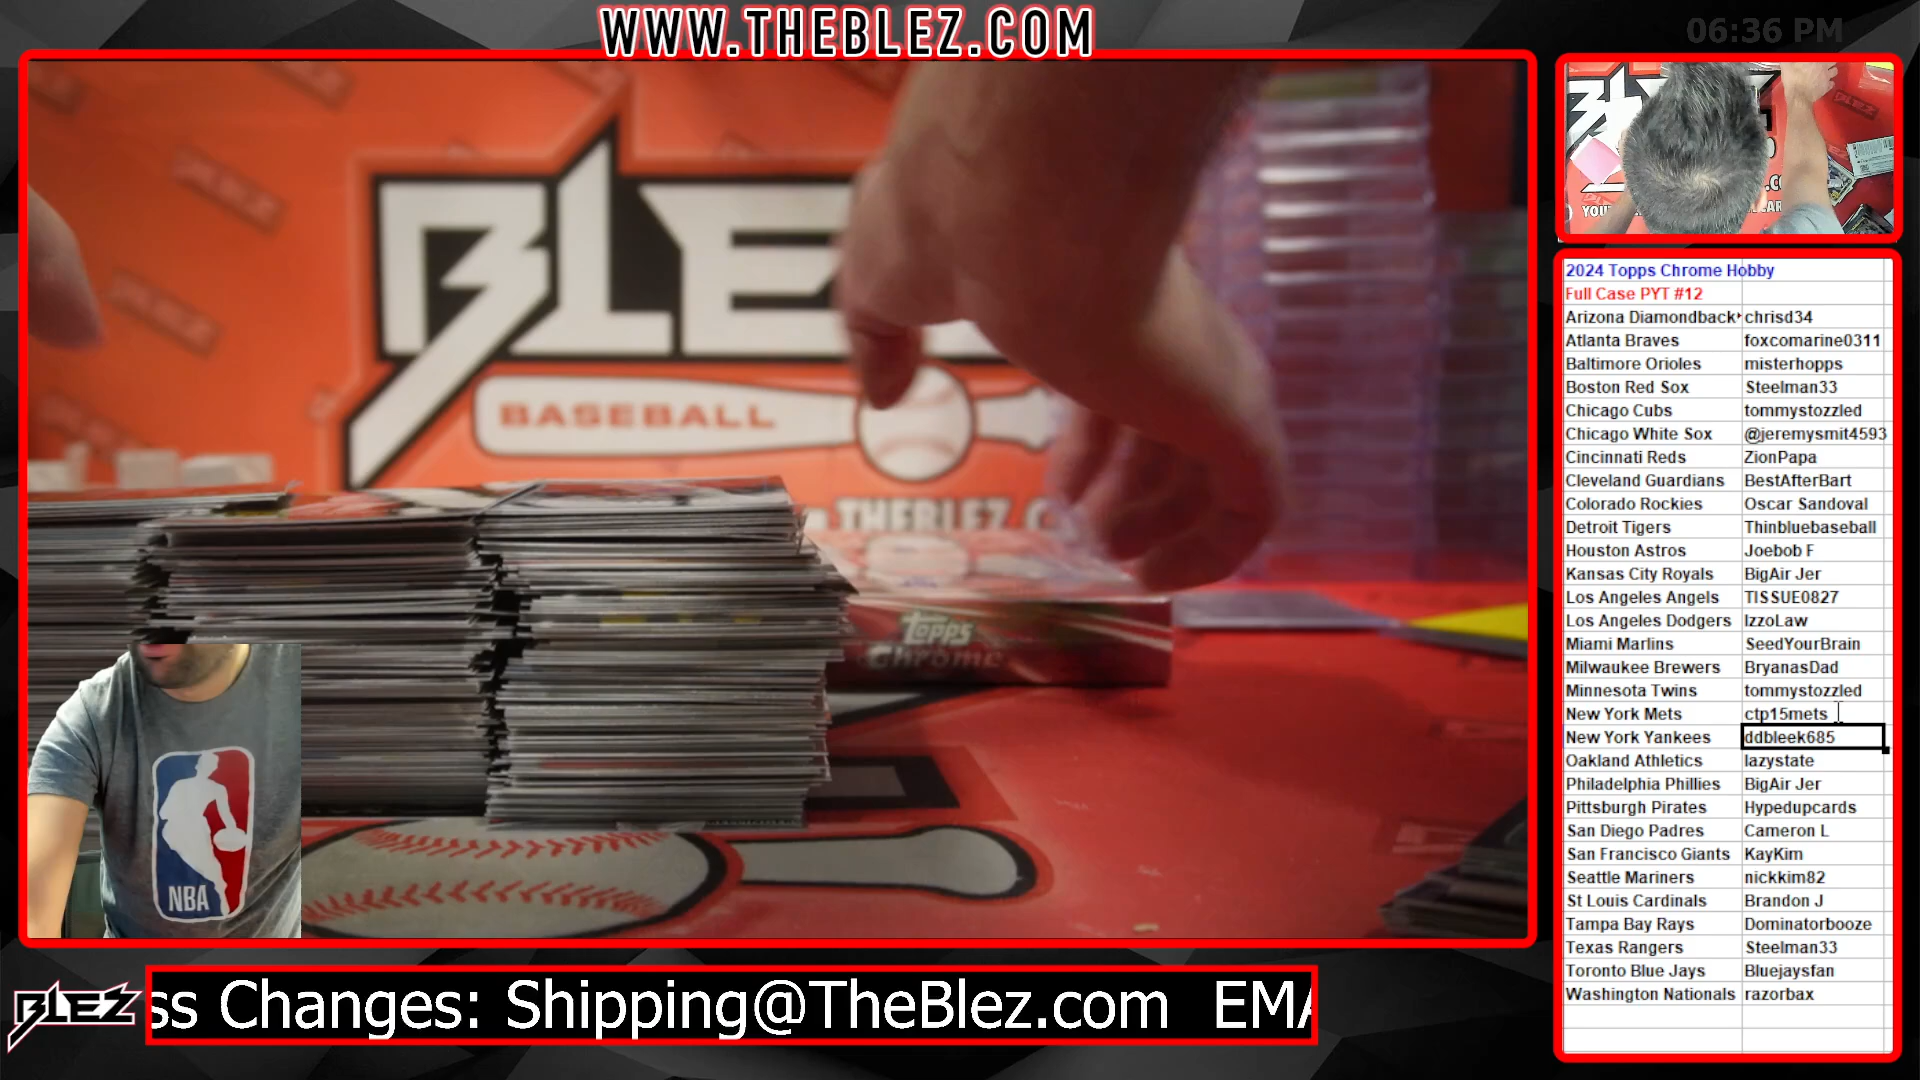 WWW.THEBLEZ.COM
06:36 PM
BLEZ
BASEBALL
THEBLEZ.C
Topps
Chrome
NBA
2024 Topps Chrome Hobby
Full Case PYT #12
Arizona Diamondback chrisd34
Atlanta Braves foxcomarine0311
Baltimore Orioles misterhopps
Boston Red Sox Steelman33
Chicago Cubs tommystozzled
Chicago White Sox @jeremysmit4593
Cincinnati Reds ZionPapa
Cleveland Guardians BestAfterBart
Colorado Rockies Oscar Sandoval
Detroit Tigers Thinbluebaseball
Houston Astros Joebob F
Kansas City Royals BigAir Jer
Los Angeles Angels TISSUE0827
Los Angeles Dodgers IzzoLaw
Miami Marlins SeedYourBrain
Milwaukee Brewers BryanasDad
Minnesota Twins tommystozzled
New York Mets ctp15mets
New York Yankees ddbleek685
Oakland Athletics lazystate
Philadelphia Phillies BigAir Jer
Pittsburgh Pirates Hypedupcards
San Diego Padres Cameron L
San Francisco Giants KayKim
Seattle Mariners nickkim82
St Louis Cardinals Brandon J
Tampa Bay Rays Dominatorbooze
Texas Rangers Steelman33
Toronto Blue Jays Bluejaysfan
Washington Nationals razorbax
BLEZ
ss Changes: Shipping@TheBlez.com EMA